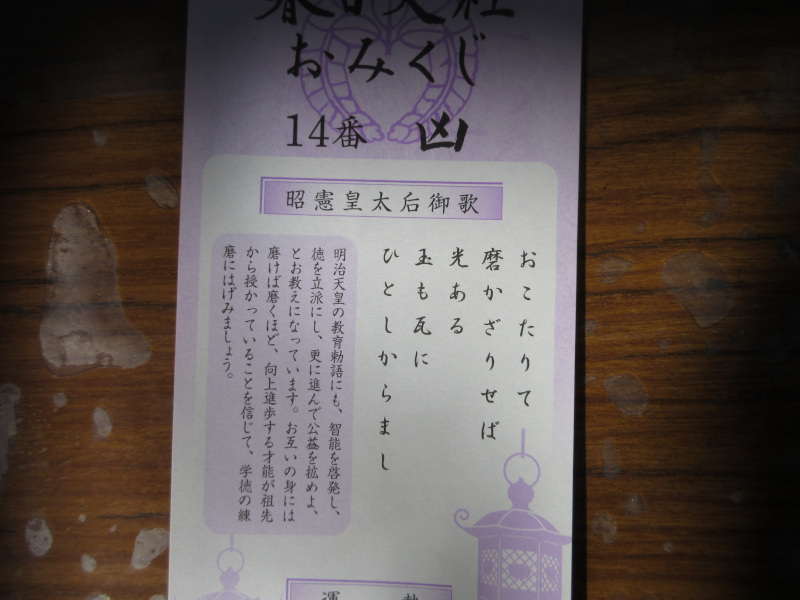 春日大社
おみくじ
14番 凶
昭憲皇太后御歌
おこたりて
磨かざりせば
光ある
玉も瓦に
ひとしからまし
明治天皇の教育勅語にも、智能を啓発し、
徳を立派にし、更に進んで公益を拡めよ、
とお教えになっています。お互いの身には
磨けば磨くほど、向上進歩する才能が祖先
から授かっていることを信じて、学徳の練
磨にはげみましょう。
運 勢